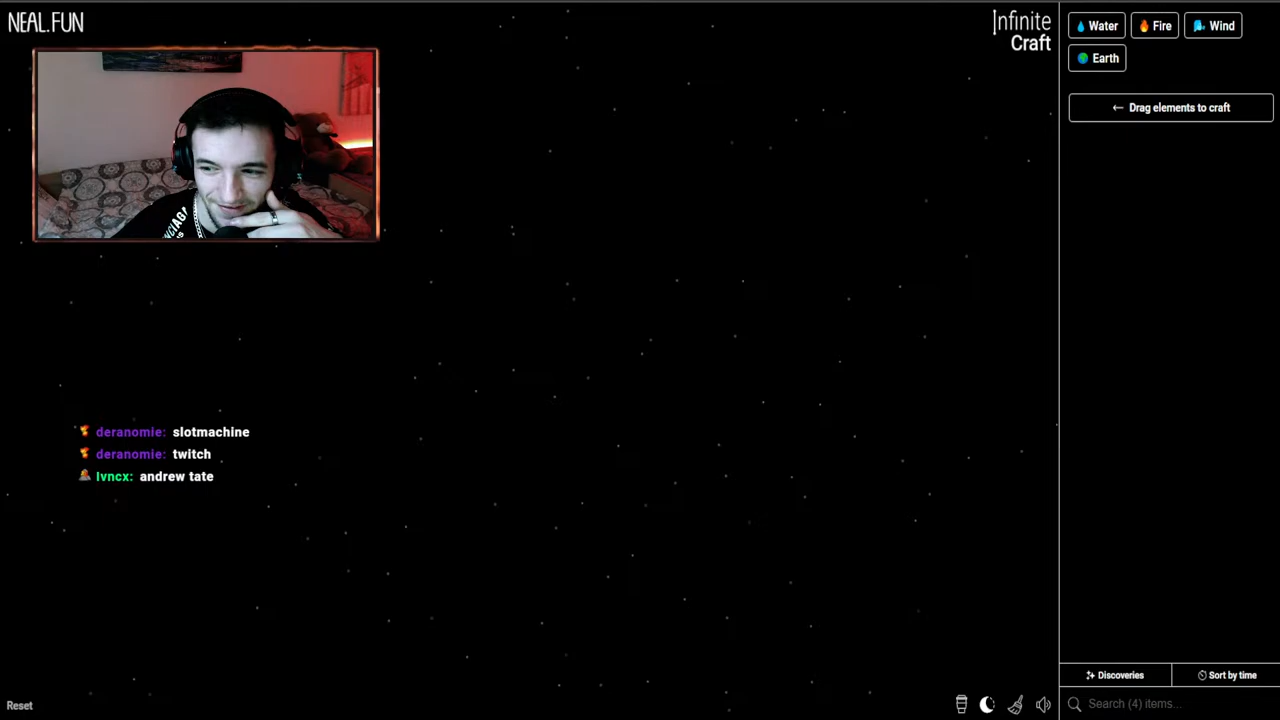 NEAL.FUN
Infinite
Craft
Water
Fire
Wind
Earth
← Drag elements to craft
deranomie: slotmachine
deranomie: twitch
lvncx: andrew tate
Reset
Discoveries
Sort by time
Search (4) items...